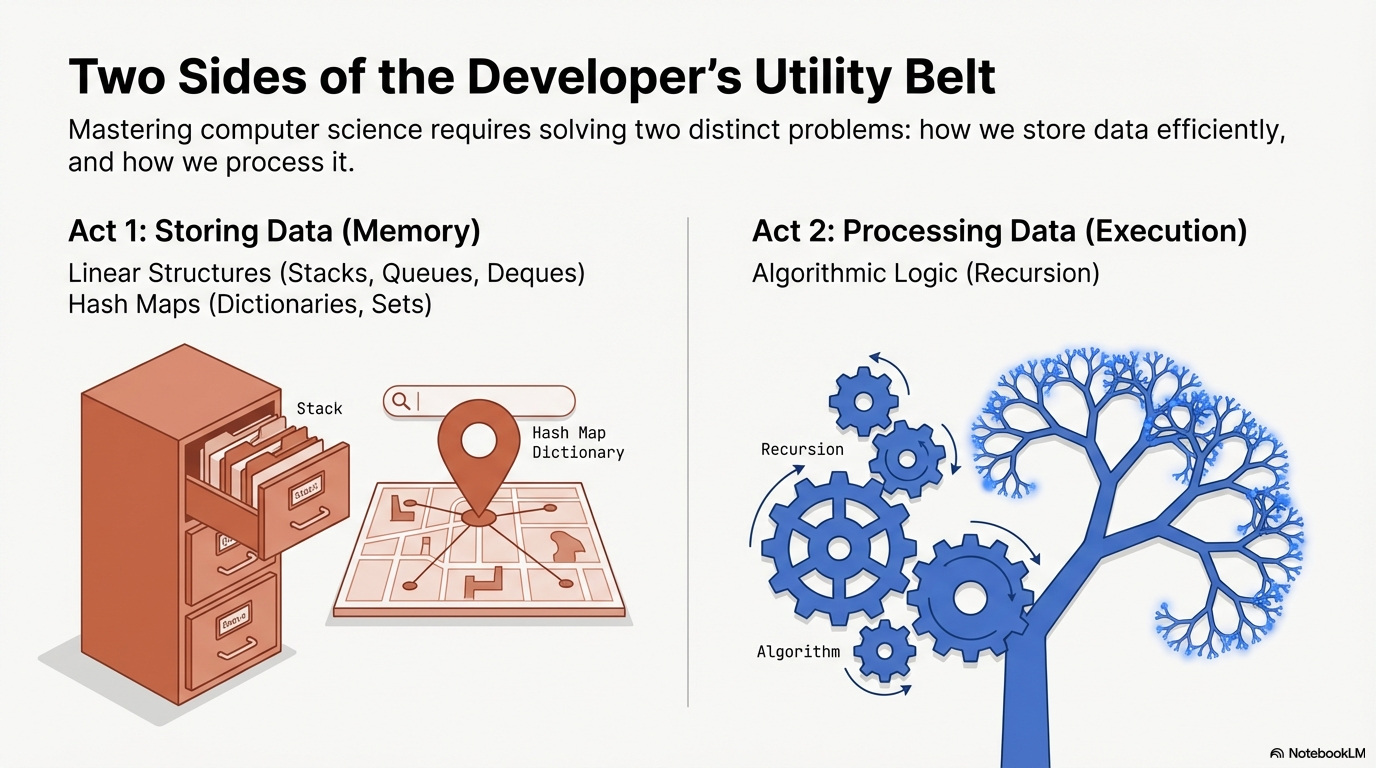 Two Sides of the Developer’s Utility Belt
Mastering computer science requires solving two distinct problems: how we store data efficiently,
and how we process it.
Act 1: Storing Data (Memory)
Linear Structures (Stacks, Queues, Deques)
Hash Maps (Dictionaries, Sets)
Stack
Hash Map
Dictionary
Act 2: Processing Data (Execution)
Algorithmic Logic (Recursion)
Recursion
Algorithm
NotebookLM